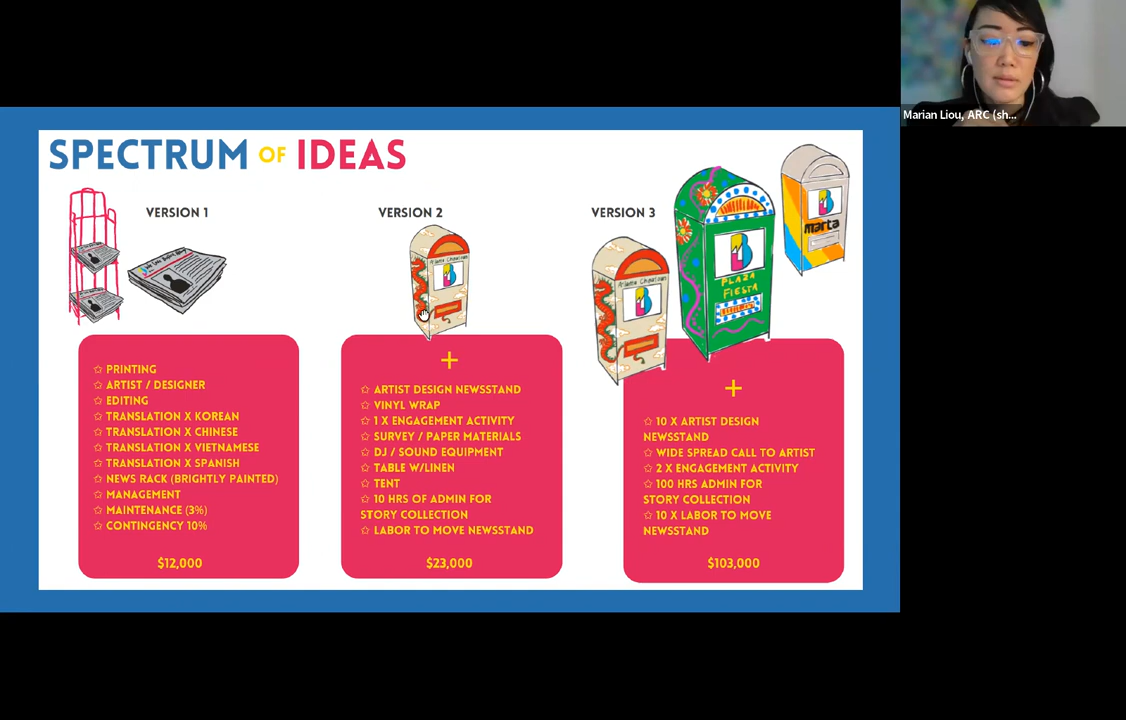 Marian Liou, ARC (sh...
SPECTRUM OF IDEAS
VERSION 1
VERSION 2
VERSION 3
Atlanta Chinatown
Atlanta Chinatown
PLAZA
FIESTA
marta
☆ PRINTING
☆ ARTIST / DESIGNER
☆ EDITING
☆ TRANSLATION X KOREAN
☆ TRANSLATION X CHINESE
☆ TRANSLATION X VIETNAMESE
☆ TRANSLATION X SPANISH
☆ NEWS RACK (BRIGHTLY PAINTED)
☆ MANAGEMENT
☆ MAINTENANCE (3%)
☆ CONTINGENCY 10%
$12,000
+
☆ ARTIST DESIGN NEWSSTAND
☆ VINYL WRAP
☆ 1 X ENGAGEMENT ACTIVITY
☆ SURVEY / PAPER MATERIALS
☆ DJ / SOUND EQUIPMENT
☆ TABLE W/LINEN
☆ TENT
☆ 10 HRS OF ADMIN FOR
STORY COLLECTION
☆ LABOR TO MOVE NEWSSTAND
$23,000
+
☆ 10 X ARTIST DESIGN
NEWSSTAND
☆ WIDE SPREAD CALL TO ARTIST
☆ 2 X ENGAGEMENT ACTIVITY
☆ 100 HRS ADMIN FOR
STORY COLLECTION
☆ 10 X LABOR TO MOVE
NEWSSTAND
$103,000